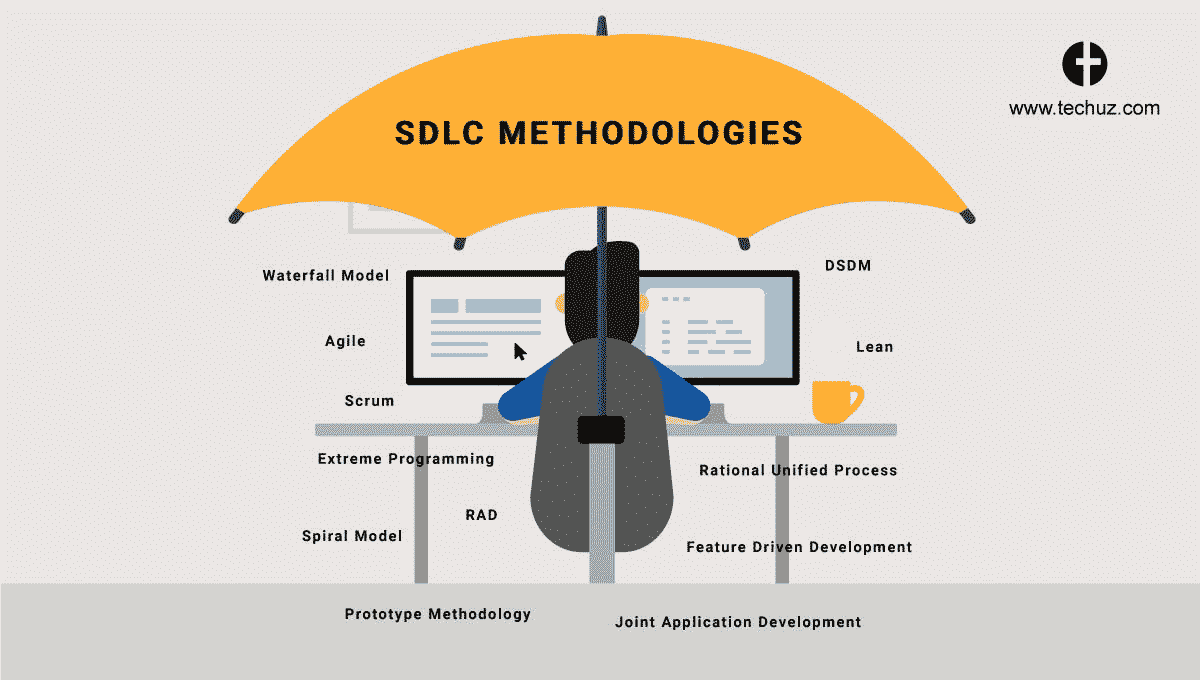 SDLC METHODOLOGIES
www.techuz.com
Waterfall Model
DSDM
Agile
Lean
Scrum
Extreme Programming
Rational Unified Process
RAD
Spiral Model
Feature Driven Development
Prototype Methodology
Joint Application Development